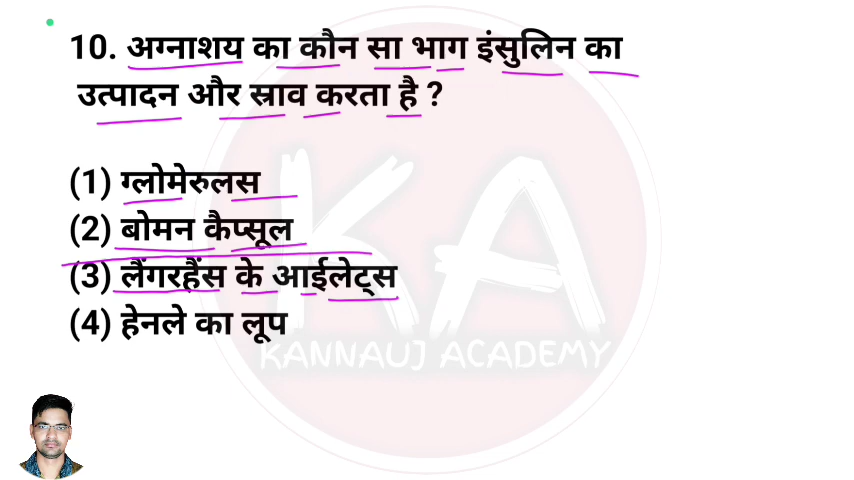 10. अग्नाशय का कौन सा भाग इंसुलिन का
उत्पादन और स्राव करता है ?
(1) ग्लोमेरुलस
(2) बोमन कैप्सूल
(3) लैंगरहैंस के आईलेट्स
(4) हेनले का लूप
KA
KANNAUJ ACADEMY